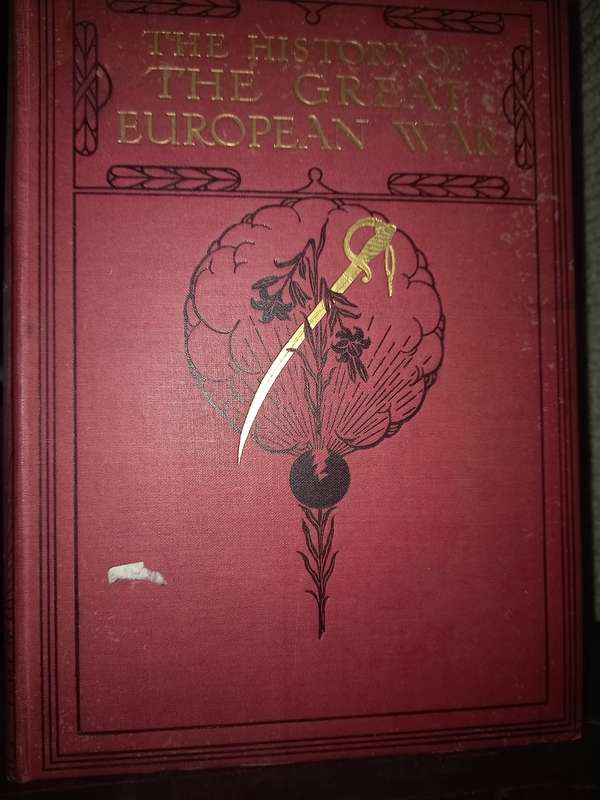 THE HISTORY OF
THE GREAT
EUROPEAN WAR